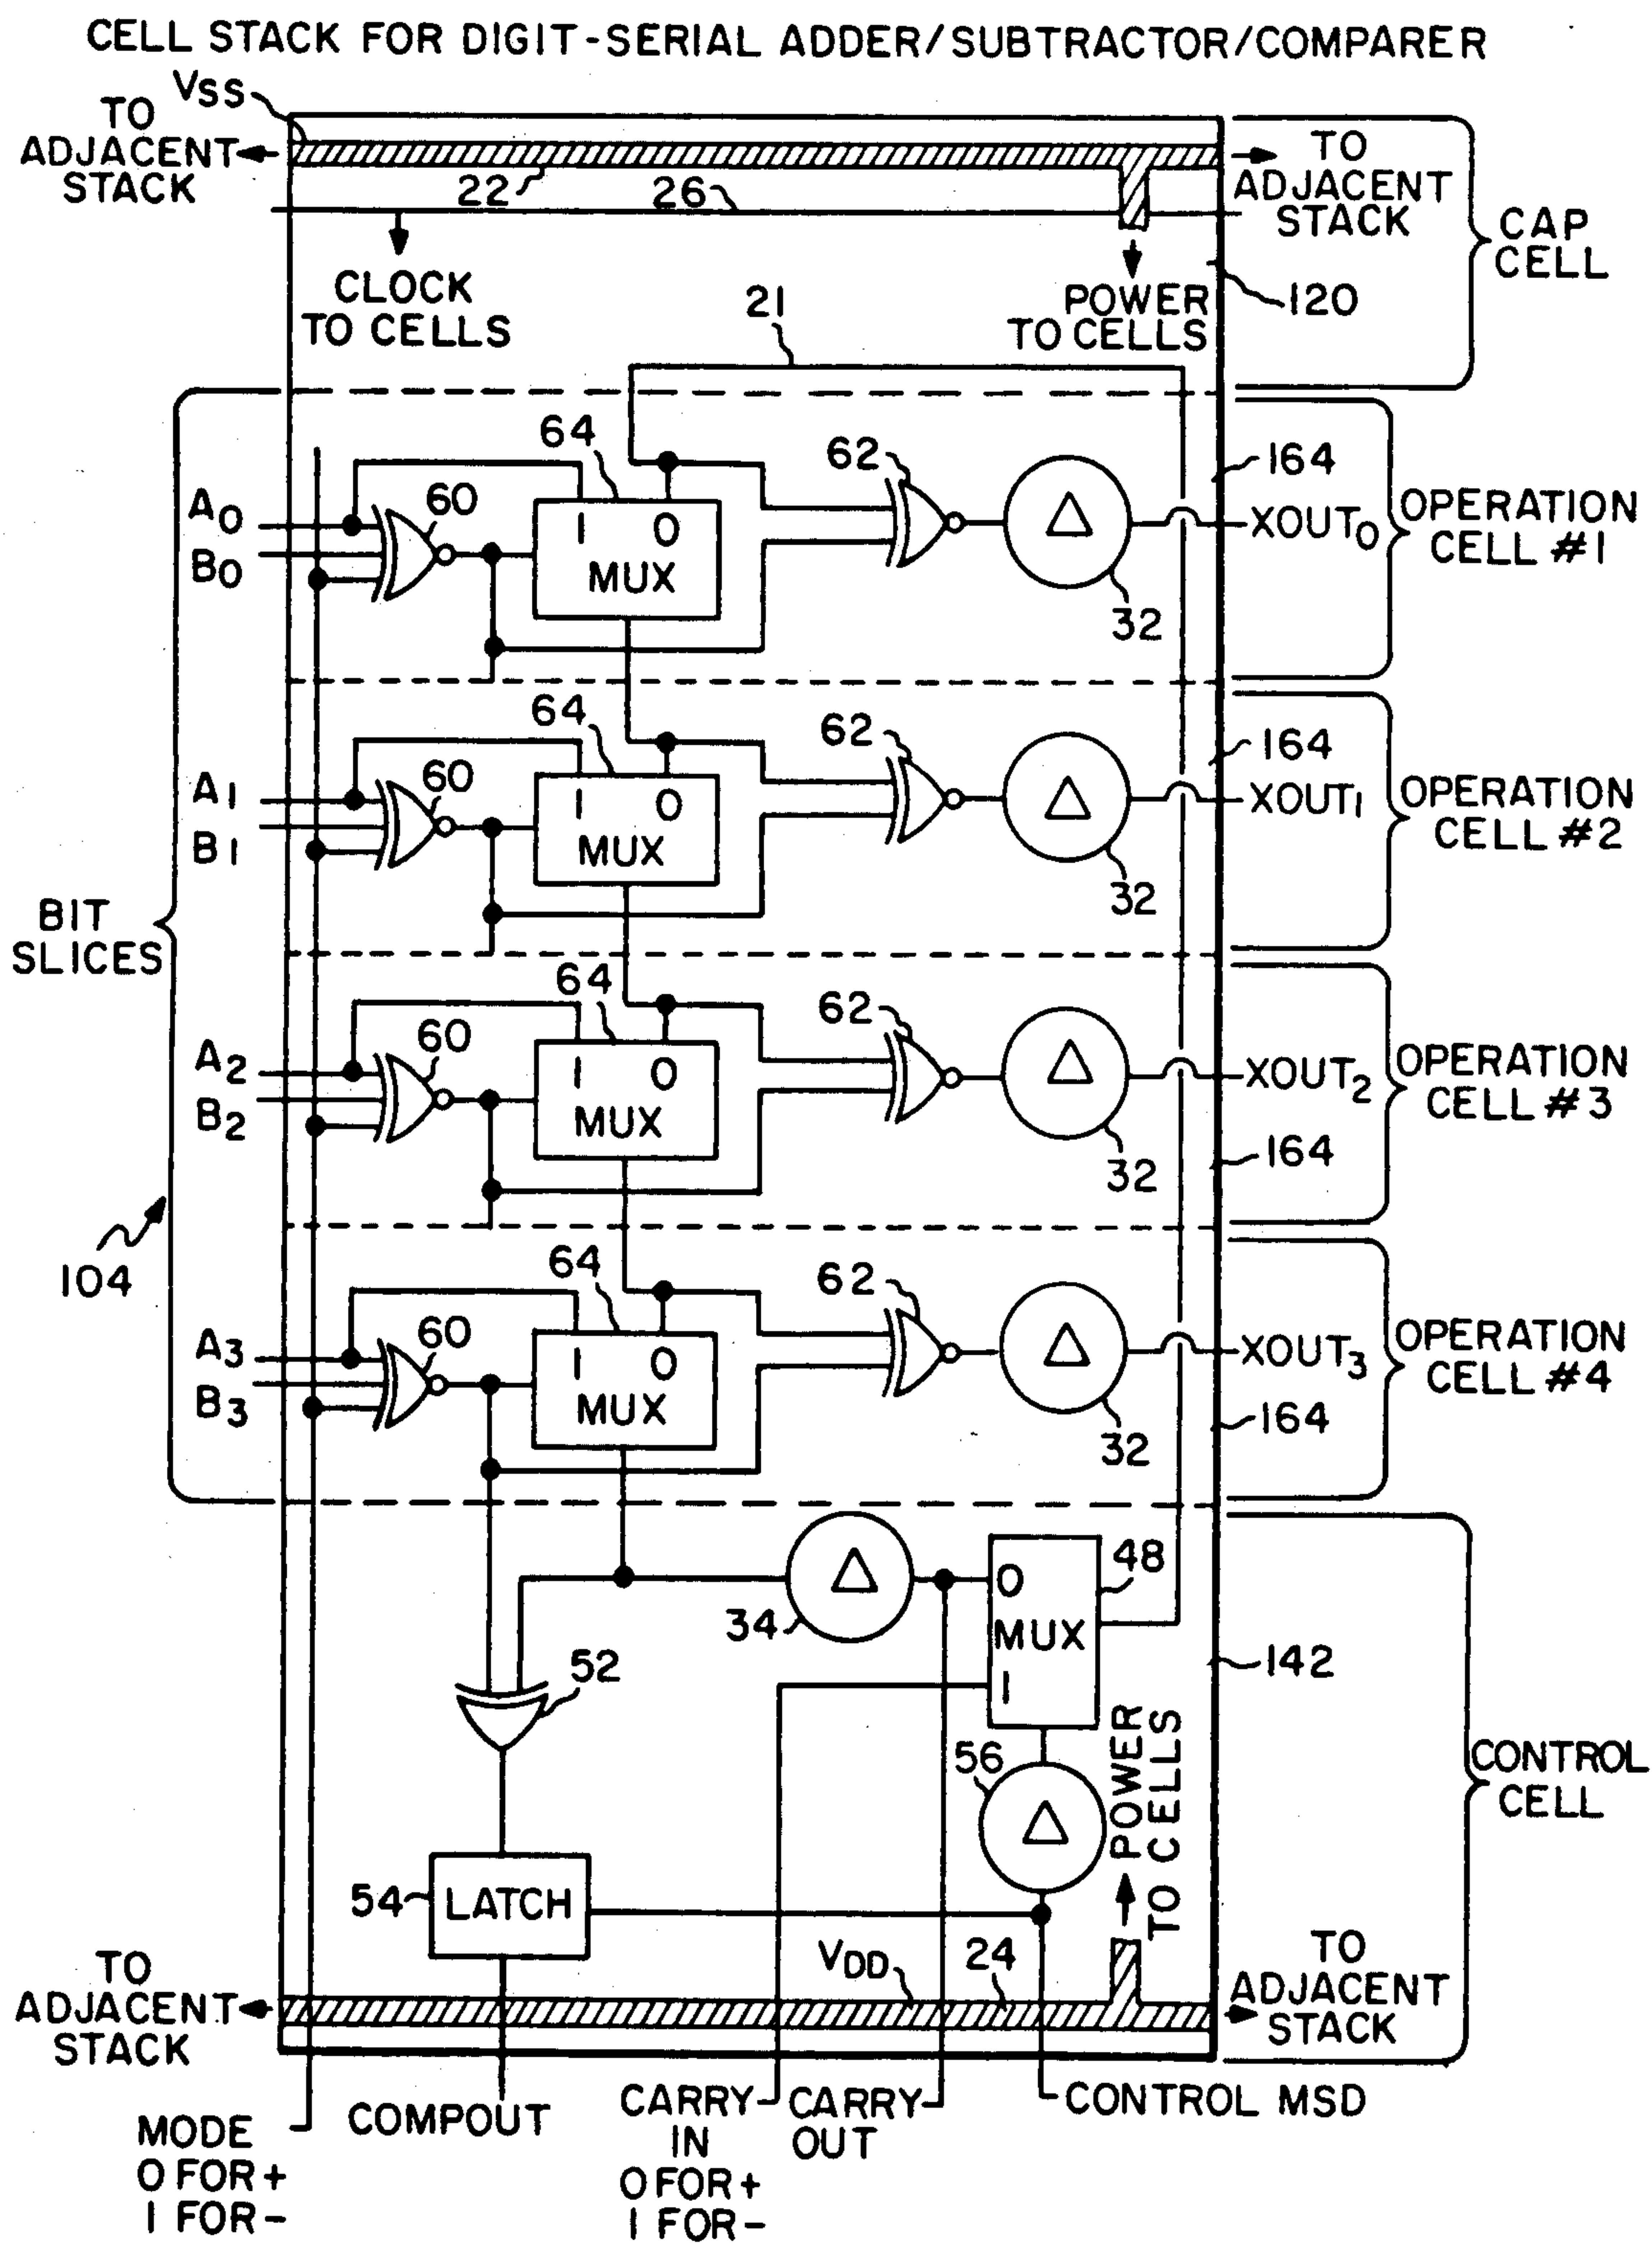 CELL STACK FOR DIGIT-SERIAL ADDER/SUBTRACTOR/COMPARER
VSS
TO
ADJACENT
STACK
22
26
TO
ADJACENT
STACK
CAP
CELL
CLOCK
TO CELLS
21
POWER
TO CELLS
120
64
62
164
A0
B0
60
1 0
MUX
Δ
XOUT0
32
OPERATION
CELL #1
64
62
164
A1
B1
60
1 0
MUX
Δ
XOUT1
32
OPERATION
CELL #2
BIT
SLICES
64
62
A2
B2
60
1 0
MUX
Δ
XOUT2
32
164
OPERATION
CELL #3
104
64
62
A3
B3
60
1 0
MUX
Δ
XOUT3
32
164
OPERATION
CELL #4
34
Δ
0
MUX
1
48
52
142
56
Δ
POWER
TO CELLS
CONTROL
CELL
54
LATCH
VDD
24
TO
ADJACENT
STACK
TO
ADJACENT
STACK
MODE
0 FOR +
1 FOR -
COMPOUT
CARRY
IN
0 FOR +
1 FOR -
CARRY
OUT
CONTROL MSD